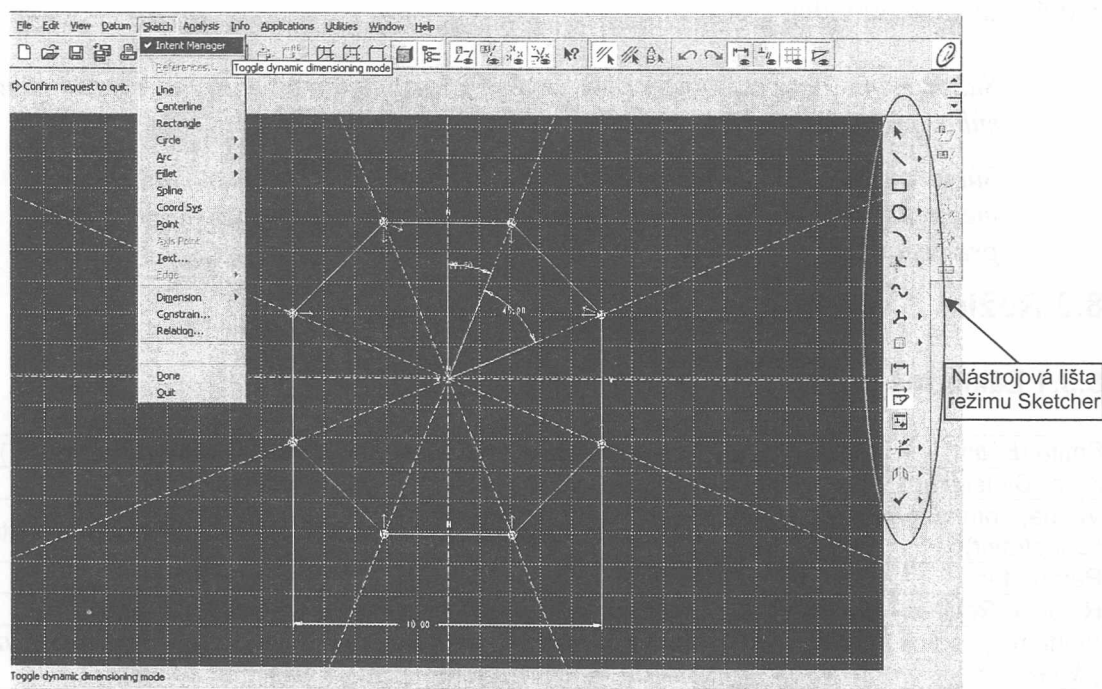 File Edit View Datum Sketch Analysis Info Applications Utilities Window Help
Intent Manager
References...
Toggle dynamic dimensioning mode
Confirm request to quit.
Line
Centerline
Rectangle
Circle
Arc
Fillet
Spline
Coord Sys
Point
Axis Point
Text...
Edge
Dimension
Constrain...
Relation...
Done
Quit
H
22.50
45.00
V
H
10.00
Nástrojová lišta
režimu Sketcher
Toggle dynamic dimensioning mode